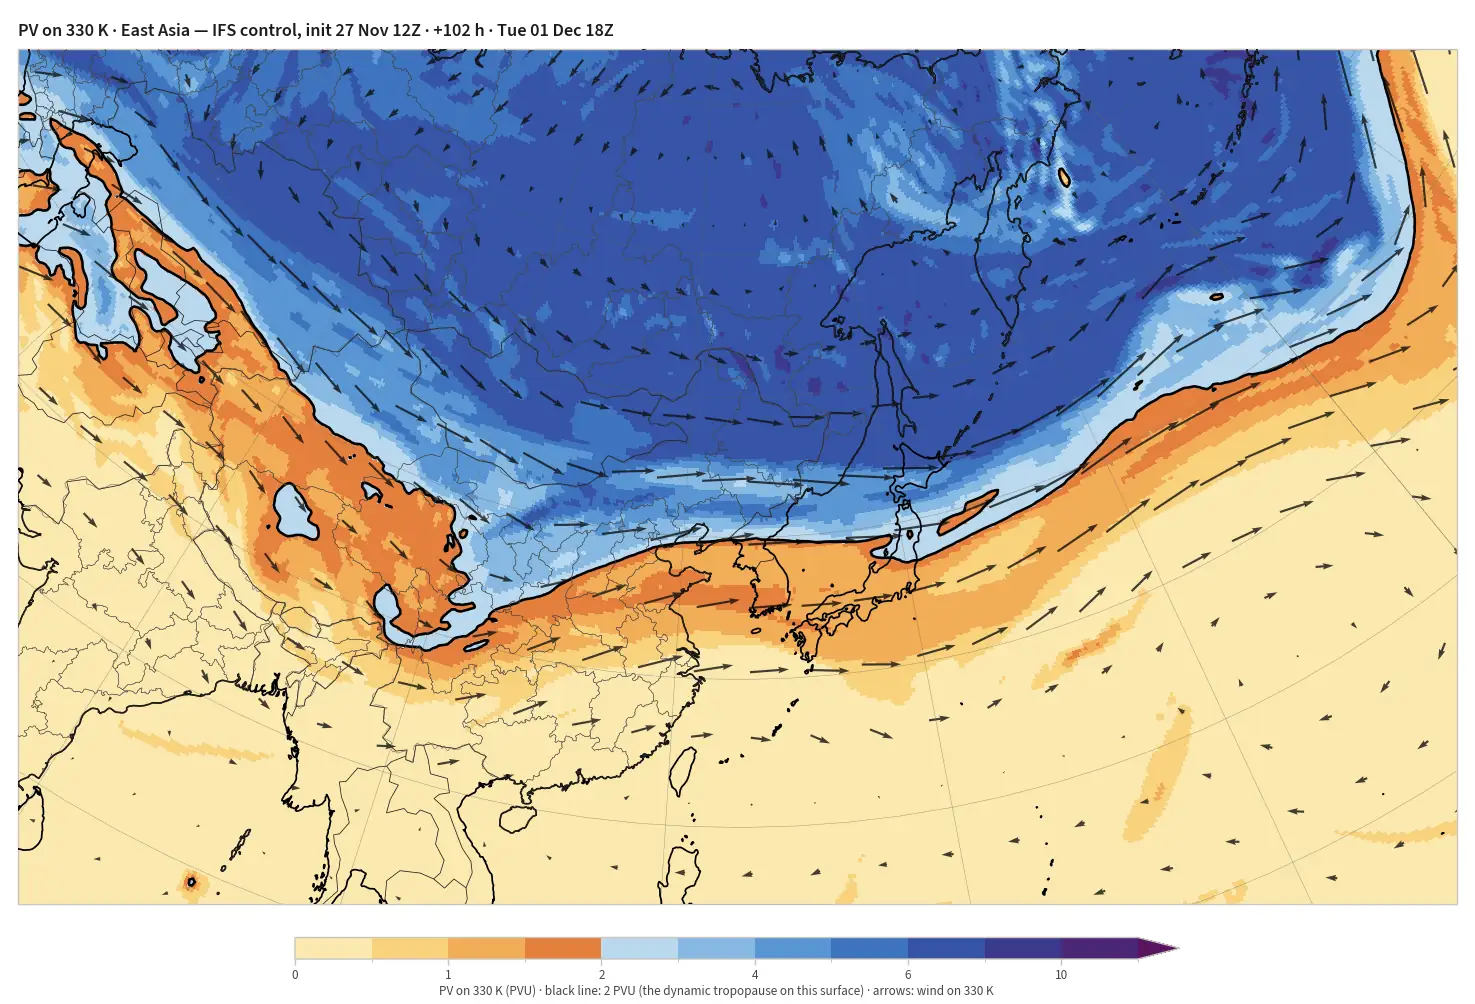 PV on 330 K · East Asia — IFS control, init 27 Nov 12Z · +102 h · Tue 01 Dec 18Z
0 1 2 4 6 10
PV on 330 K (PVU) · black line: 2 PVU (the dynamic tropopause on this surface) · arrows: wind on 330 K